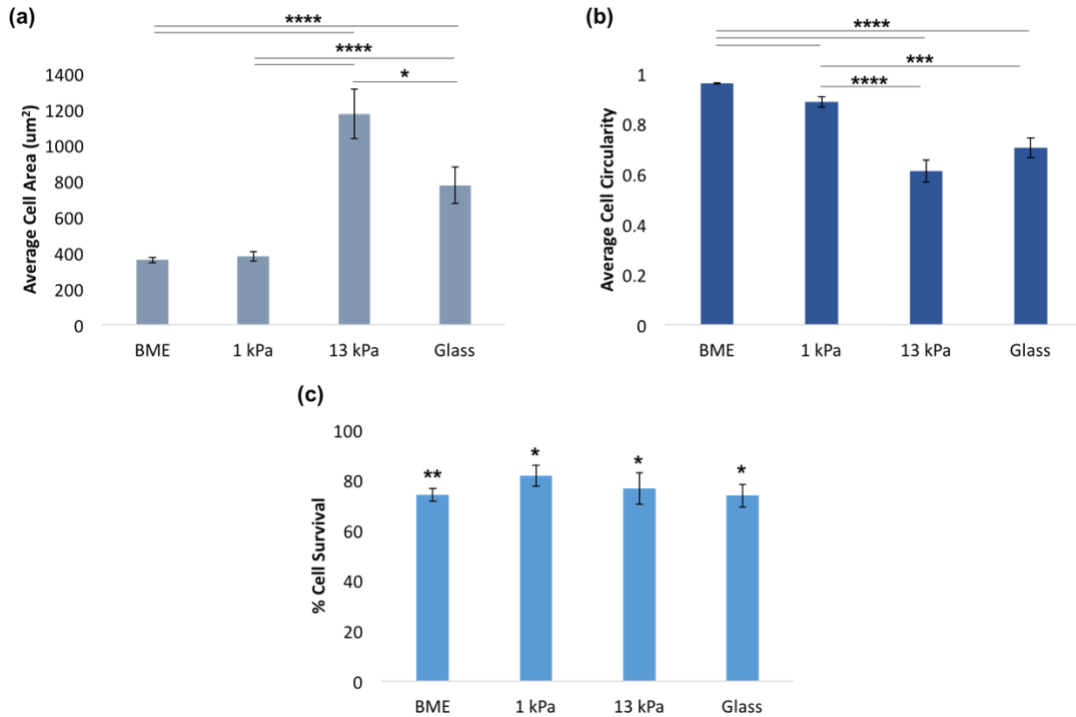 (a)
****
****
*
Average Cell Area (um²)
1400
1200
1000
800
600
400
200
0
BME 1 kPa 13 kPa Glass
(b)
****
***
****
Average Cell Circularity
1
0.8
0.6
0.4
0.2
0
BME 1 kPa 13 kPa Glass
(c)
% Cell Survival
100
80
60
40
20
0
** * * *
BME 1 kPa 13 kPa Glass